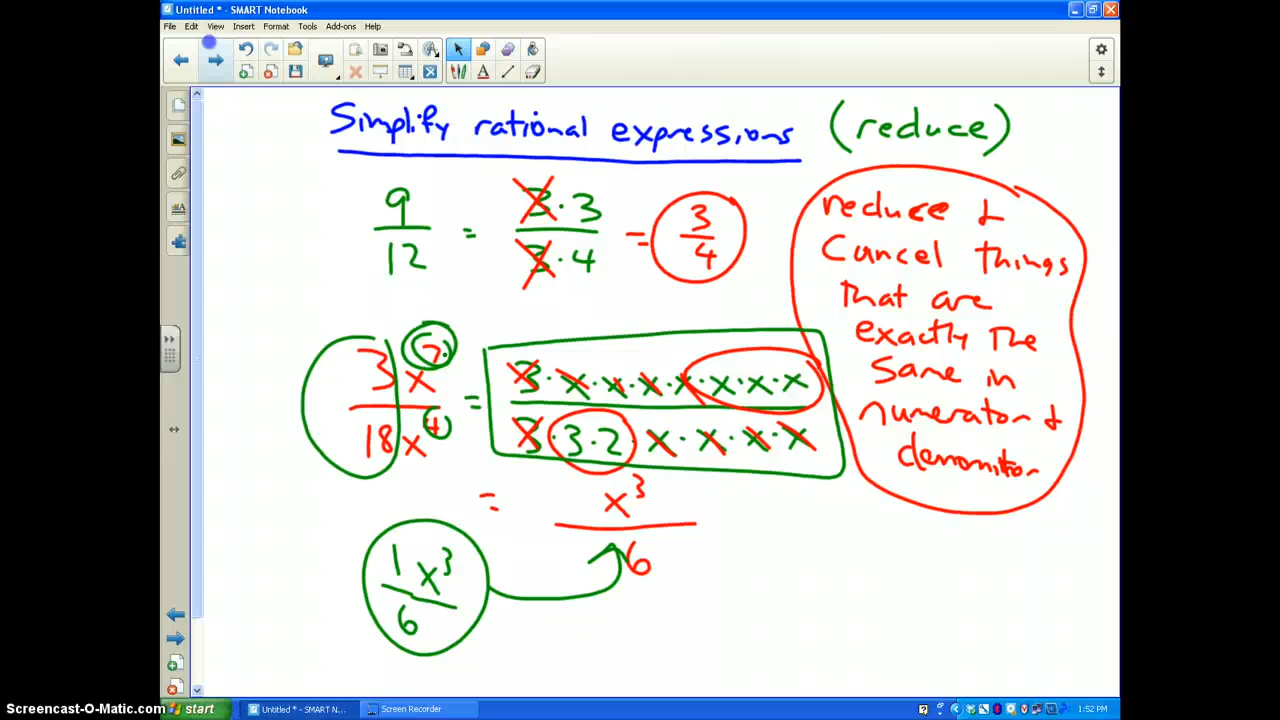 Untitled * - SMART Notebook
File Edit View Insert Format Tools Add-ons Help
Simplify rational expressions (reduce)
9/12 = 3·3/3·4 = 3/4
reduce &
Cancel things
that are
exactly the
same in
numerator &
3x^7/18x^4 = 3·x·x·x·x·x·x·x/3·3·2·x·x·x·x
= x^3/6
1/6 x^3
Screencast-O-Matic.com
start
Untitled * - SMART N...
Screen Recorder
1:52 PM